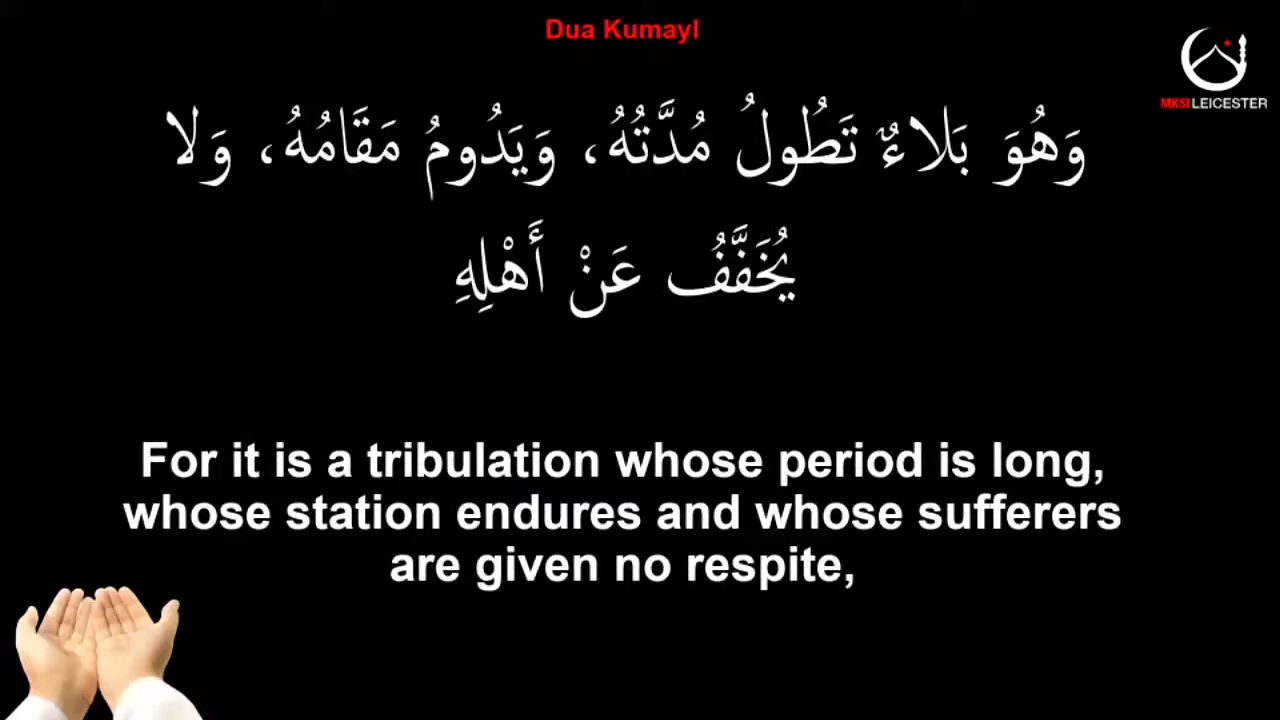 Dua Kumayl
MKSI LEICESTER
وَهُوَ بَلاءٌ تَطُولُ مُدَّتُهُ، وَيَدُومُ مَقَامُهُ، وَلا
يُخَفَّفُ عَنْ أَهْلِهِ
For it is a tribulation whose period is long,
whose station endures and whose sufferers
are given no respite,